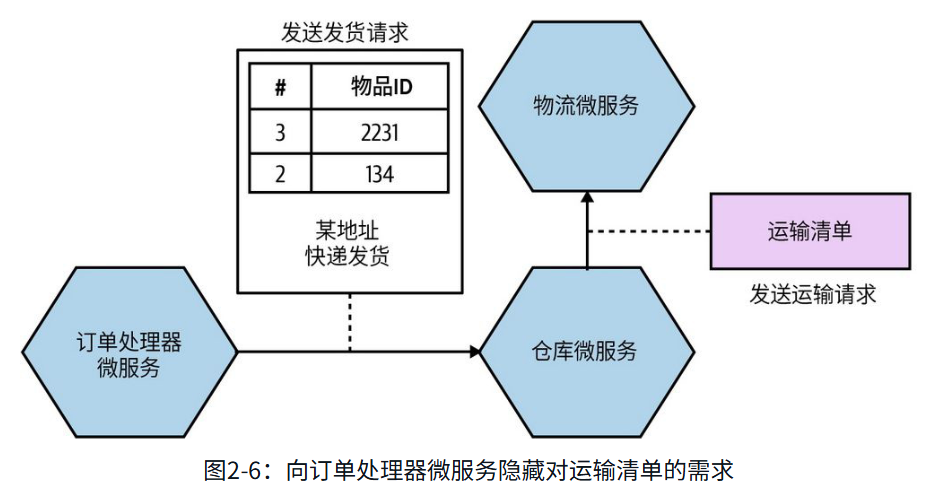 发送发货请求
# 物品ID
3 2231
2 134
某地址
快递发货
物流微服务
运输清单
发送运输请求
订单处理器
微服务
仓库微服务
图2-6：向订单处理器微服务隐藏对运输清单的需求